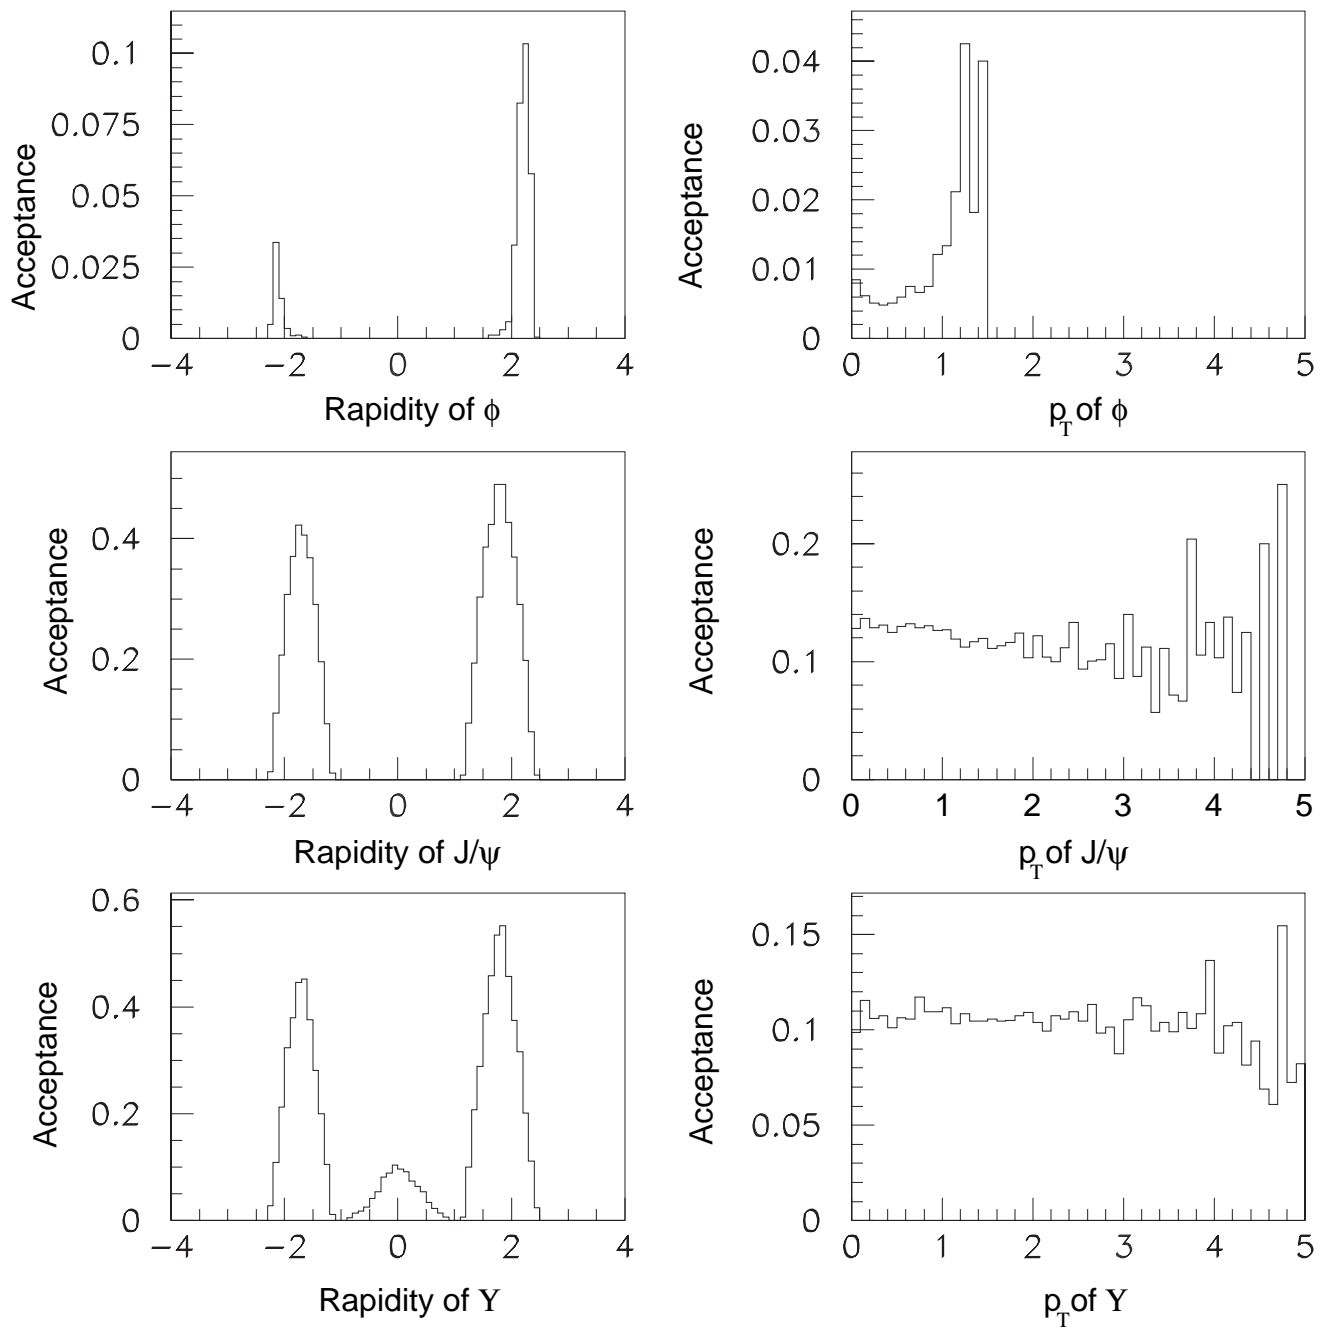 Acceptance
0.1
0.075
0.05
0.025
0
−4 −2 0 2 4
Rapidity of ϕ
Acceptance
0.04
0.03
0.02
0.01
0
0 1 2 3 4 5
pT of ϕ
Acceptance
0.4
0.2
0
−4 −2 0 2 4
Rapidity of J/ψ
Acceptance
0.2
0.1
0
0 1 2 3 4 5
pT of J/ψ
Acceptance
0.6
0.4
0.2
0
−4 −2 0 2 4
Rapidity of ϒ
Acceptance
0.15
0.1
0.05
0
0 1 2 3 4 5
pT of ϒ